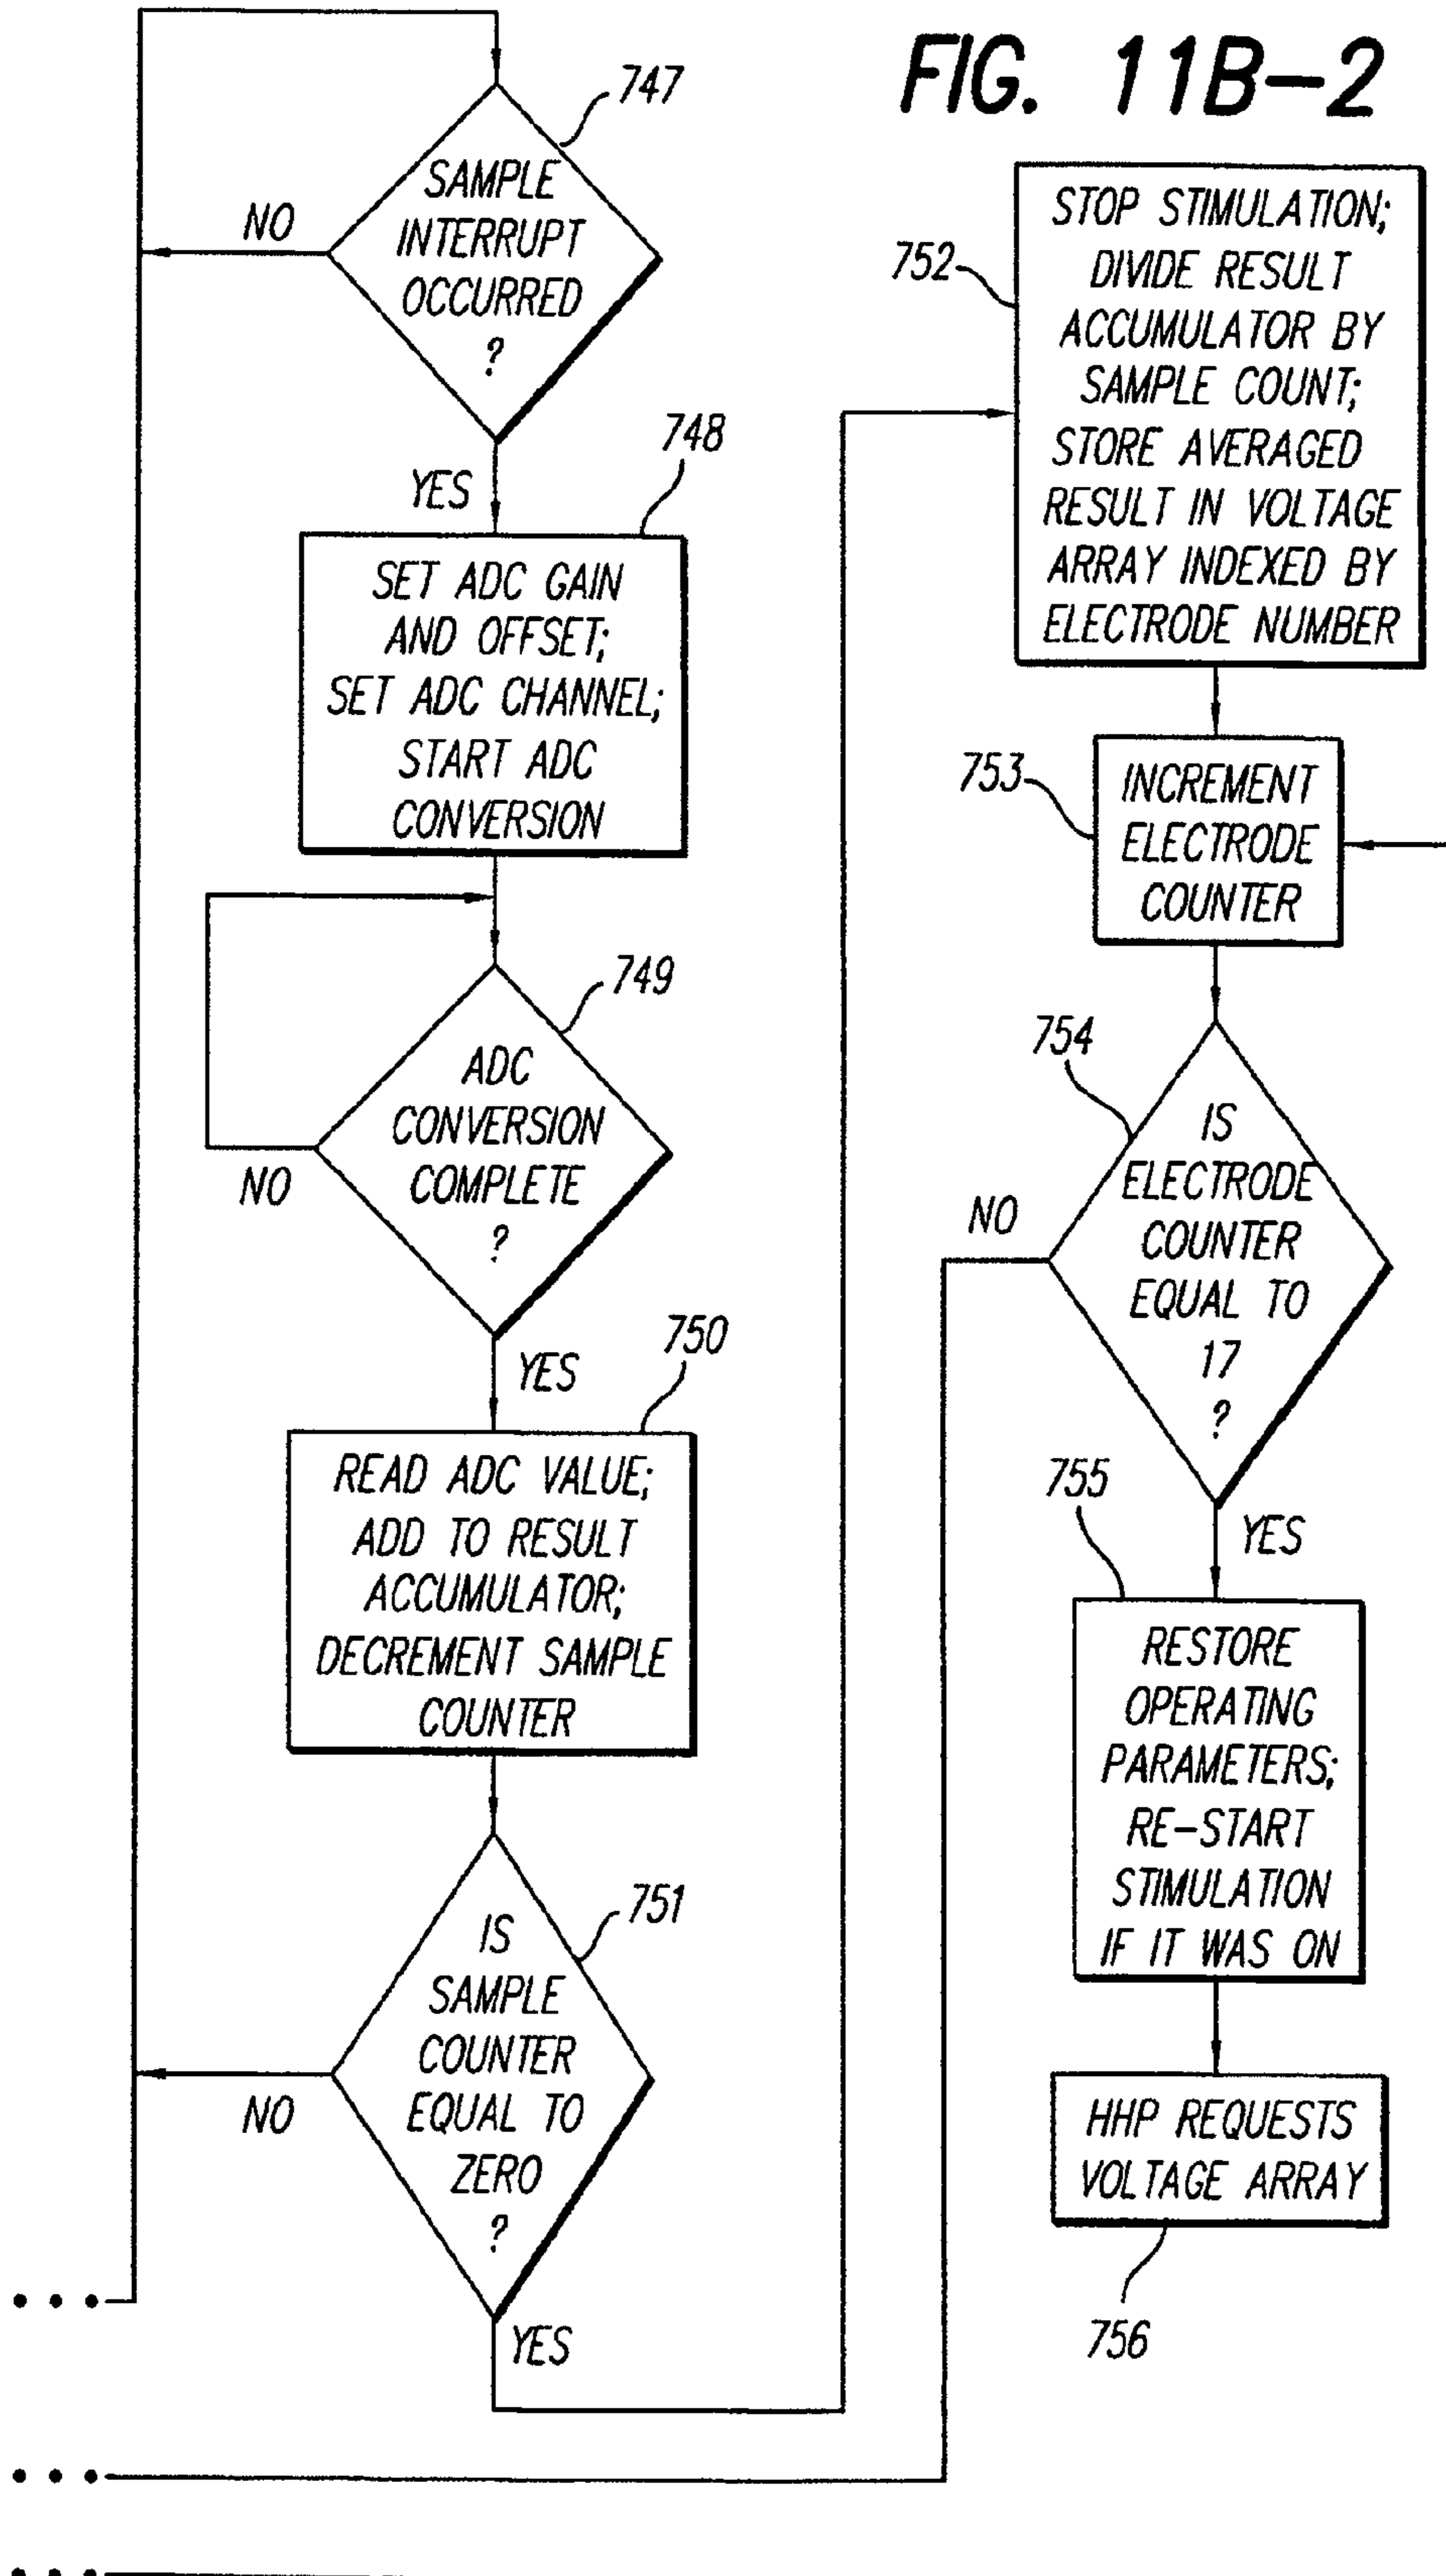 FIG. 11B-2
747
SAMPLE
INTERRUPT
OCCURRED
?
NO
YES
748
SET ADC GAIN
AND OFFSET;
SET ADC CHANNEL;
START ADC
CONVERSION
749
ADC
CONVERSION
COMPLETE
?
NO
YES
750
READ ADC VALUE;
ADD TO RESULT
ACCUMULATOR;
DECREMENT SAMPLE
COUNTER
751
IS
SAMPLE
COUNTER
EQUAL TO
ZERO
?
NO
YES
752
STOP STIMULATION;
DIVIDE RESULT
ACCUMULATOR BY
SAMPLE COUNT;
STORE AVERAGED
RESULT IN VOLTAGE
ARRAY INDEXED BY
ELECTRODE NUMBER
753
INCREMENT
ELECTRODE
COUNTER
754
IS
ELECTRODE
COUNTER
EQUAL TO
17
?
NO
YES
755
RESTORE
OPERATING
PARAMETERS;
RE-START
STIMULATION
IF IT WAS ON
HHP REQUESTS
VOLTAGE ARRAY
756